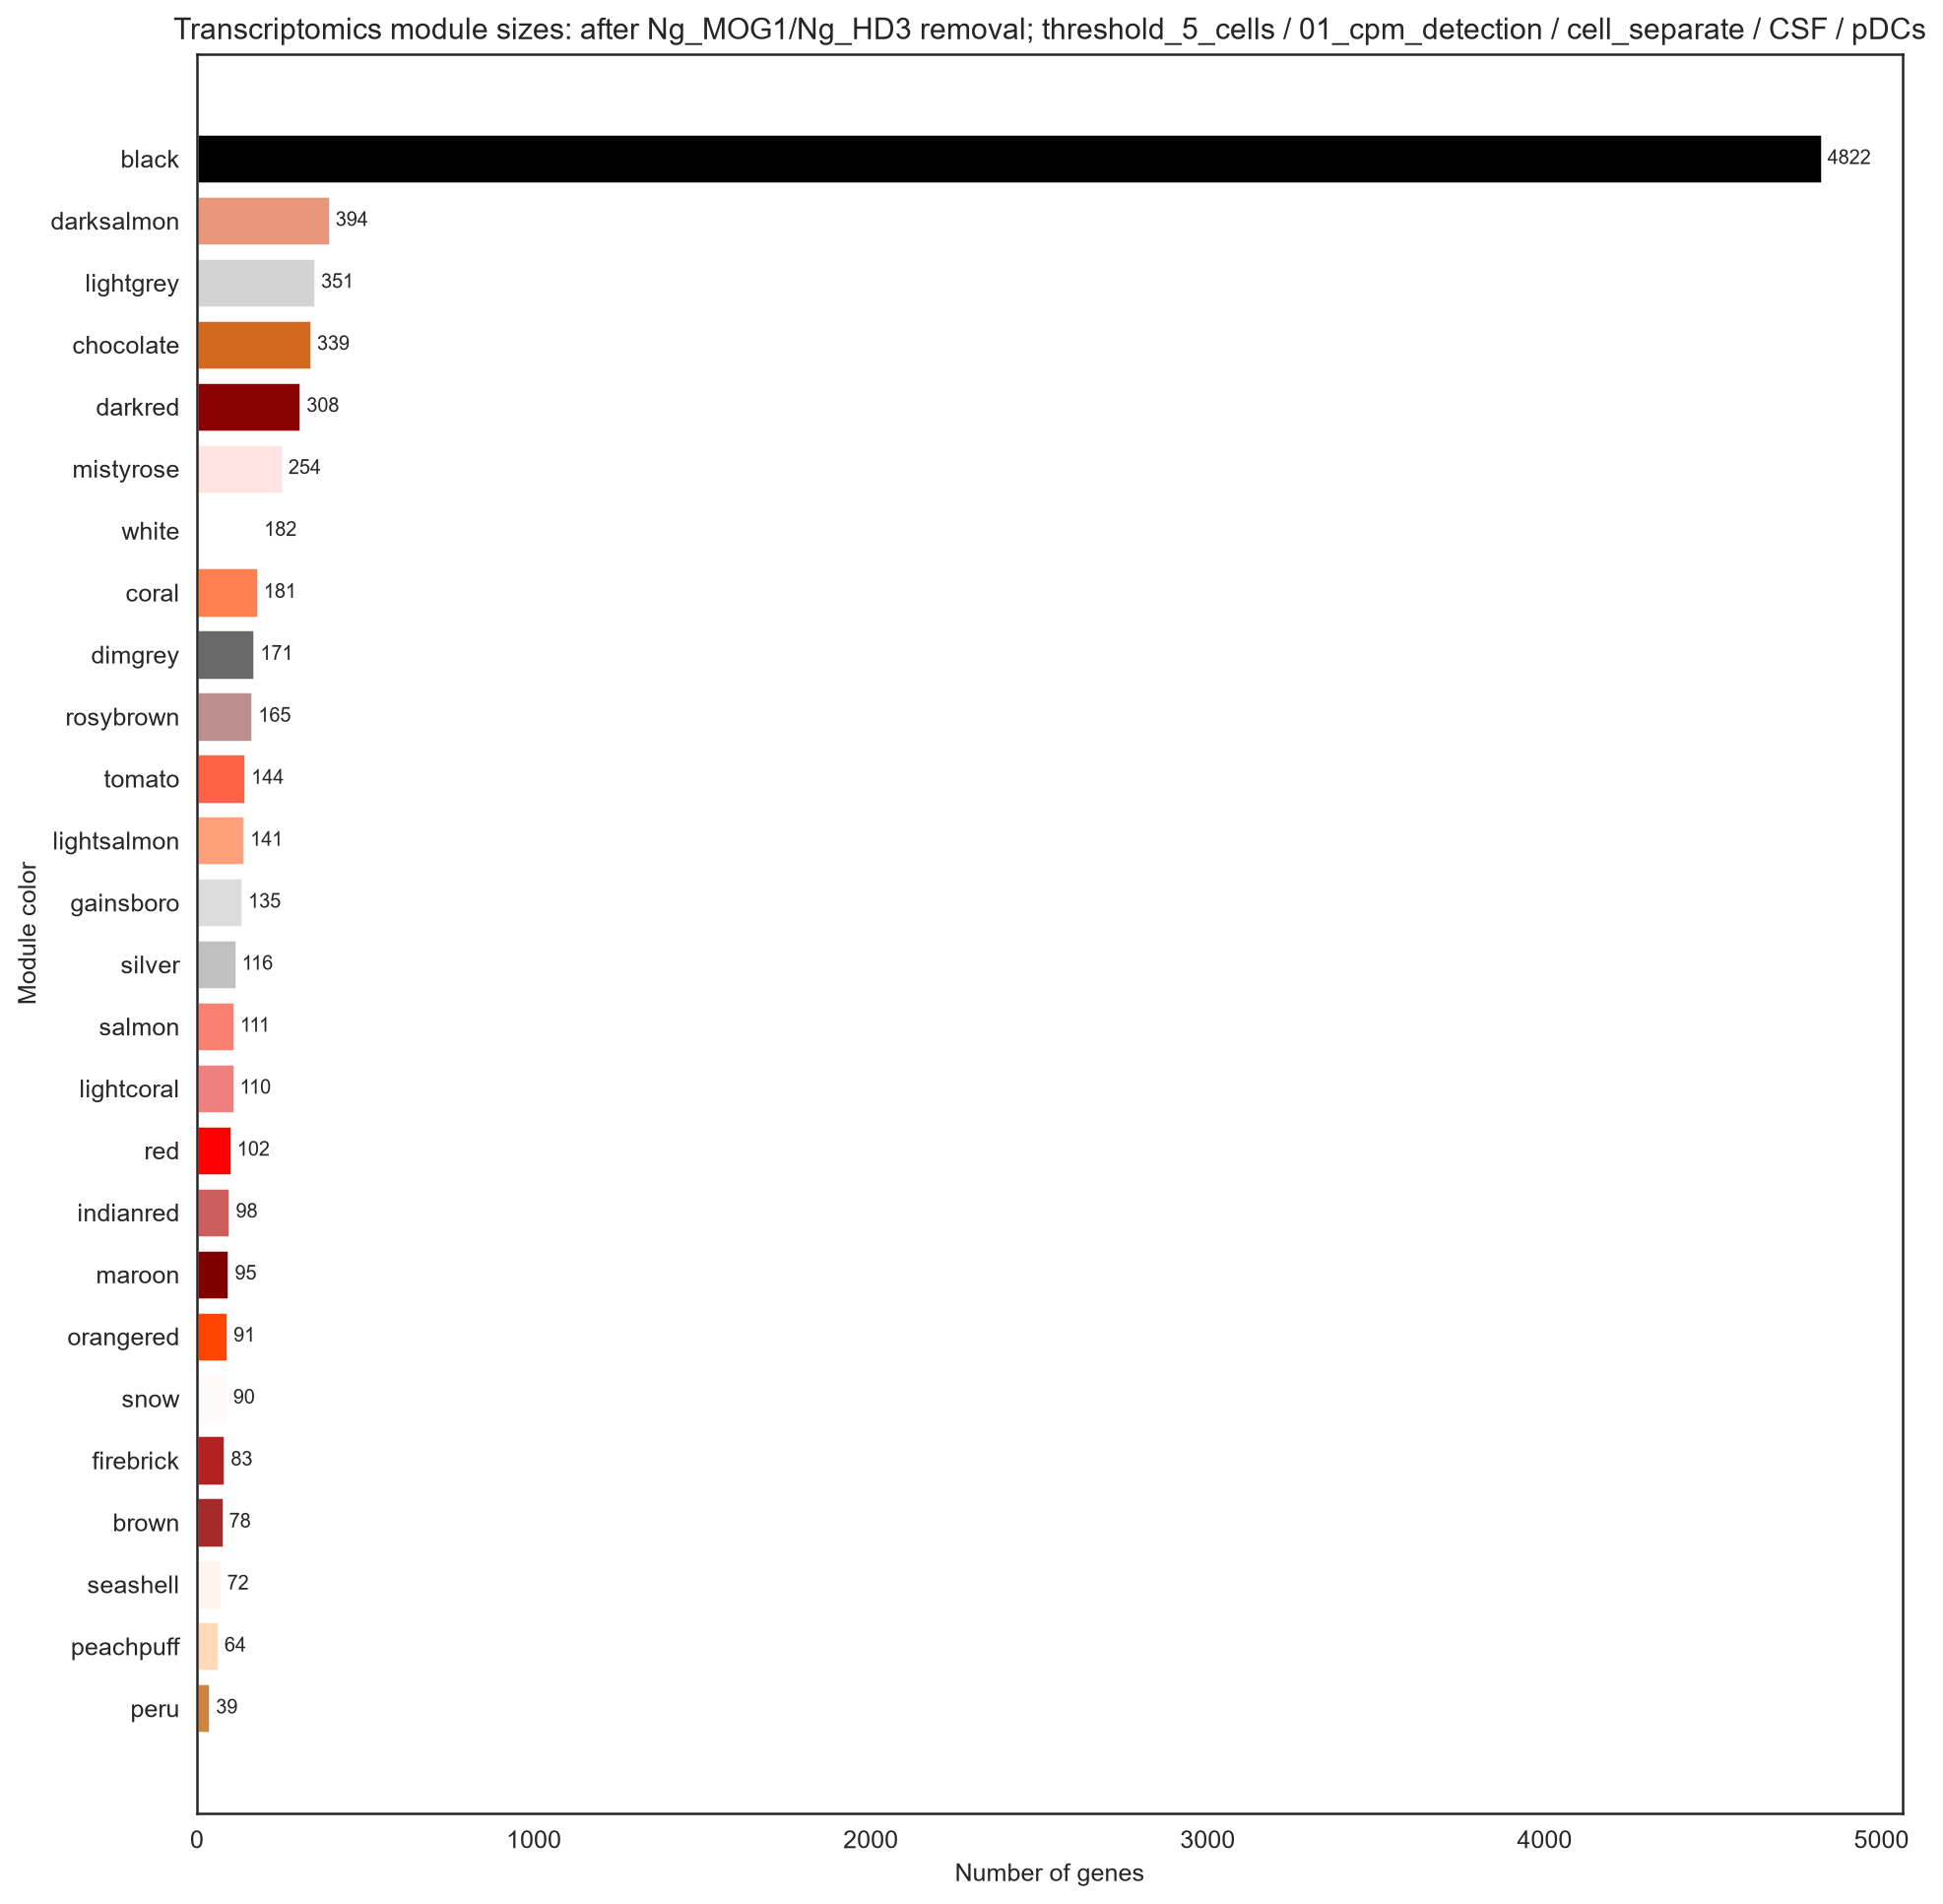 Transcriptomics module sizes: after Ng_MOG1/Ng_HD3 removal; threshold_5_cells / 01_cpm_detection / cell_separate / CSF / pDCs
black 4822
darksalmon 394
lightgrey 351
chocolate 339
darkred 308
mistyrose 254
white 182
coral 181
dimgrey 171
rosybrown 165
tomato 144
lightsalmon 141
gainsboro 135
silver 116
salmon 111
lightcoral 110
red 102
indianred 98
maroon 95
orangered 91
snow 90
firebrick 83
brown 78
seashell 72
peachpuff 64
peru 39
Module color
0 1000 2000 3000 4000 5000
Number of genes